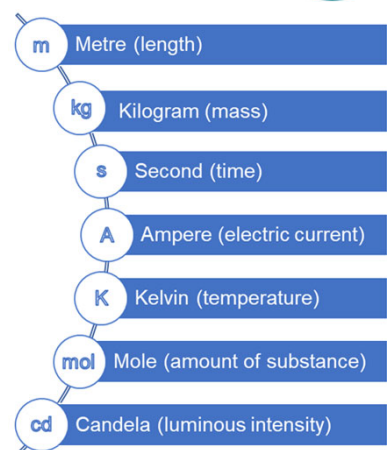 m Metre (length)
kg Kilogram (mass)
s Second (time)
A Ampere (electric current)
K Kelvin (temperature)
mol Mole (amount of substance)
cd Candela (luminous intensity)